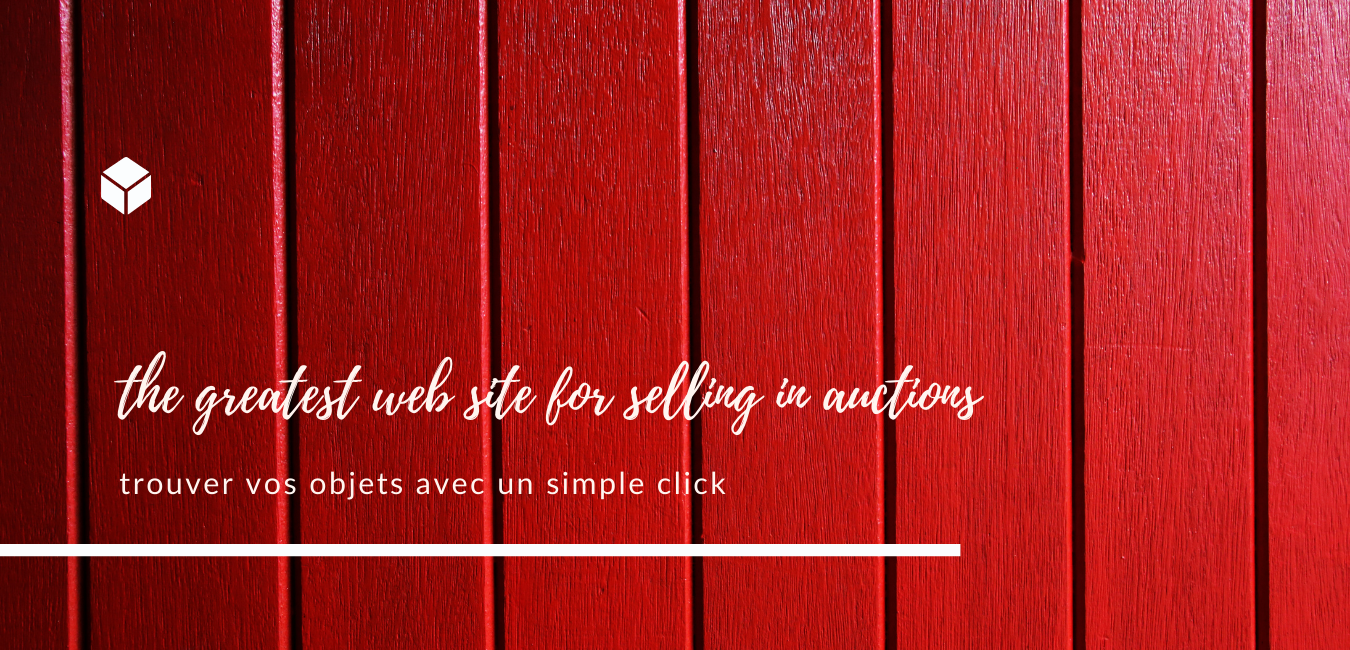 the greatest web site for selling in auctions
trouver vos objets avec un simple click